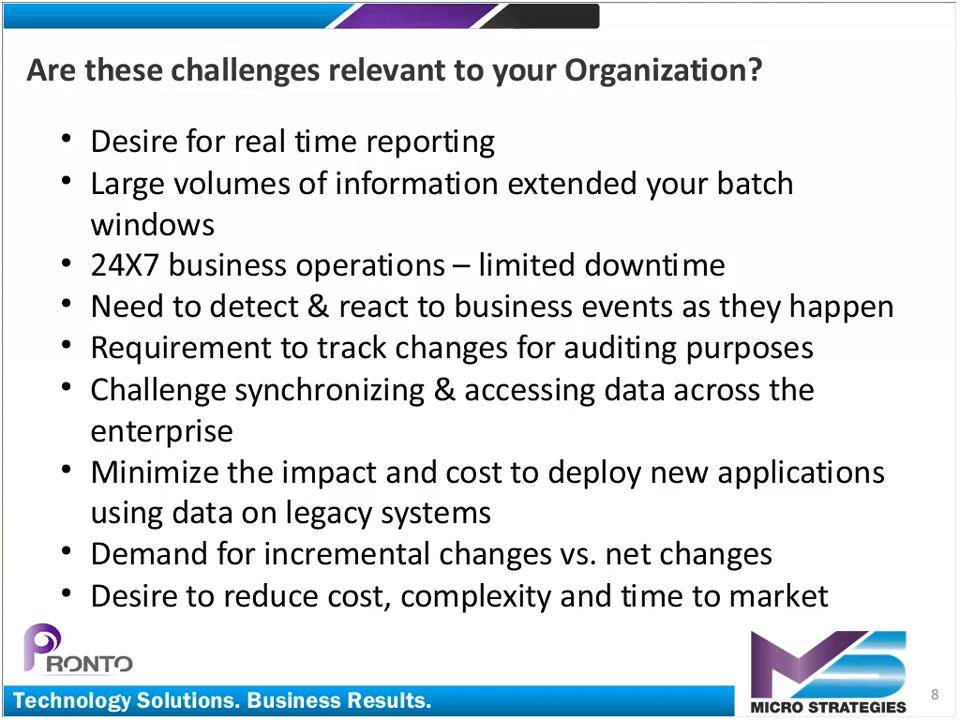 Are these challenges relevant to your Organization?
• Desire for real time reporting
• Large volumes of information extended your batch
windows
• 24X7 business operations – limited downtime
• Need to detect & react to business events as they happen
• Requirement to track changes for auditing purposes
• Challenge synchronizing & accessing data across the
enterprise
• Minimize the impact and cost to deploy new applications
using data on legacy systems
• Demand for incremental changes vs. net changes
• Desire to reduce cost, complexity and time to market
PRONTO
Technology Solutions. Business Results.
MS
MICRO STRATEGIES
8